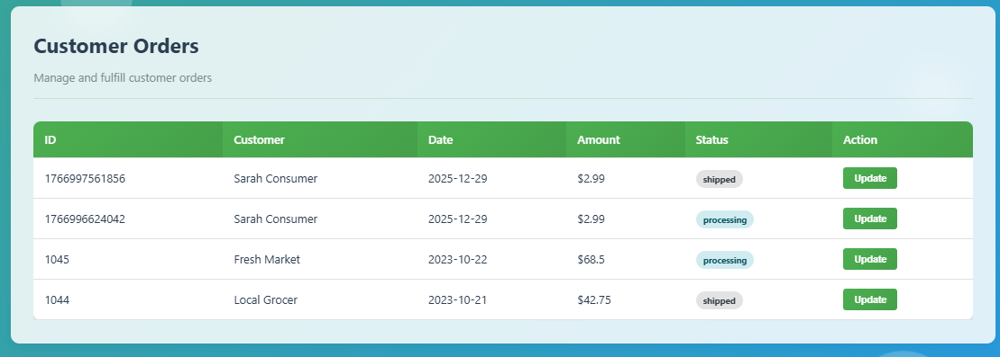 Customer Orders
Manage and fulfill customer orders
ID Customer Date Amount Status Action
1766997561856 Sarah Consumer 2025-12-29 $2.99 shipped Update
1766996624042 Sarah Consumer 2025-12-29 $2.99 processing Update
1045 Fresh Market 2023-10-22 $68.5 processing Update
1044 Local Grocer 2023-10-21 $42.75 shipped Update